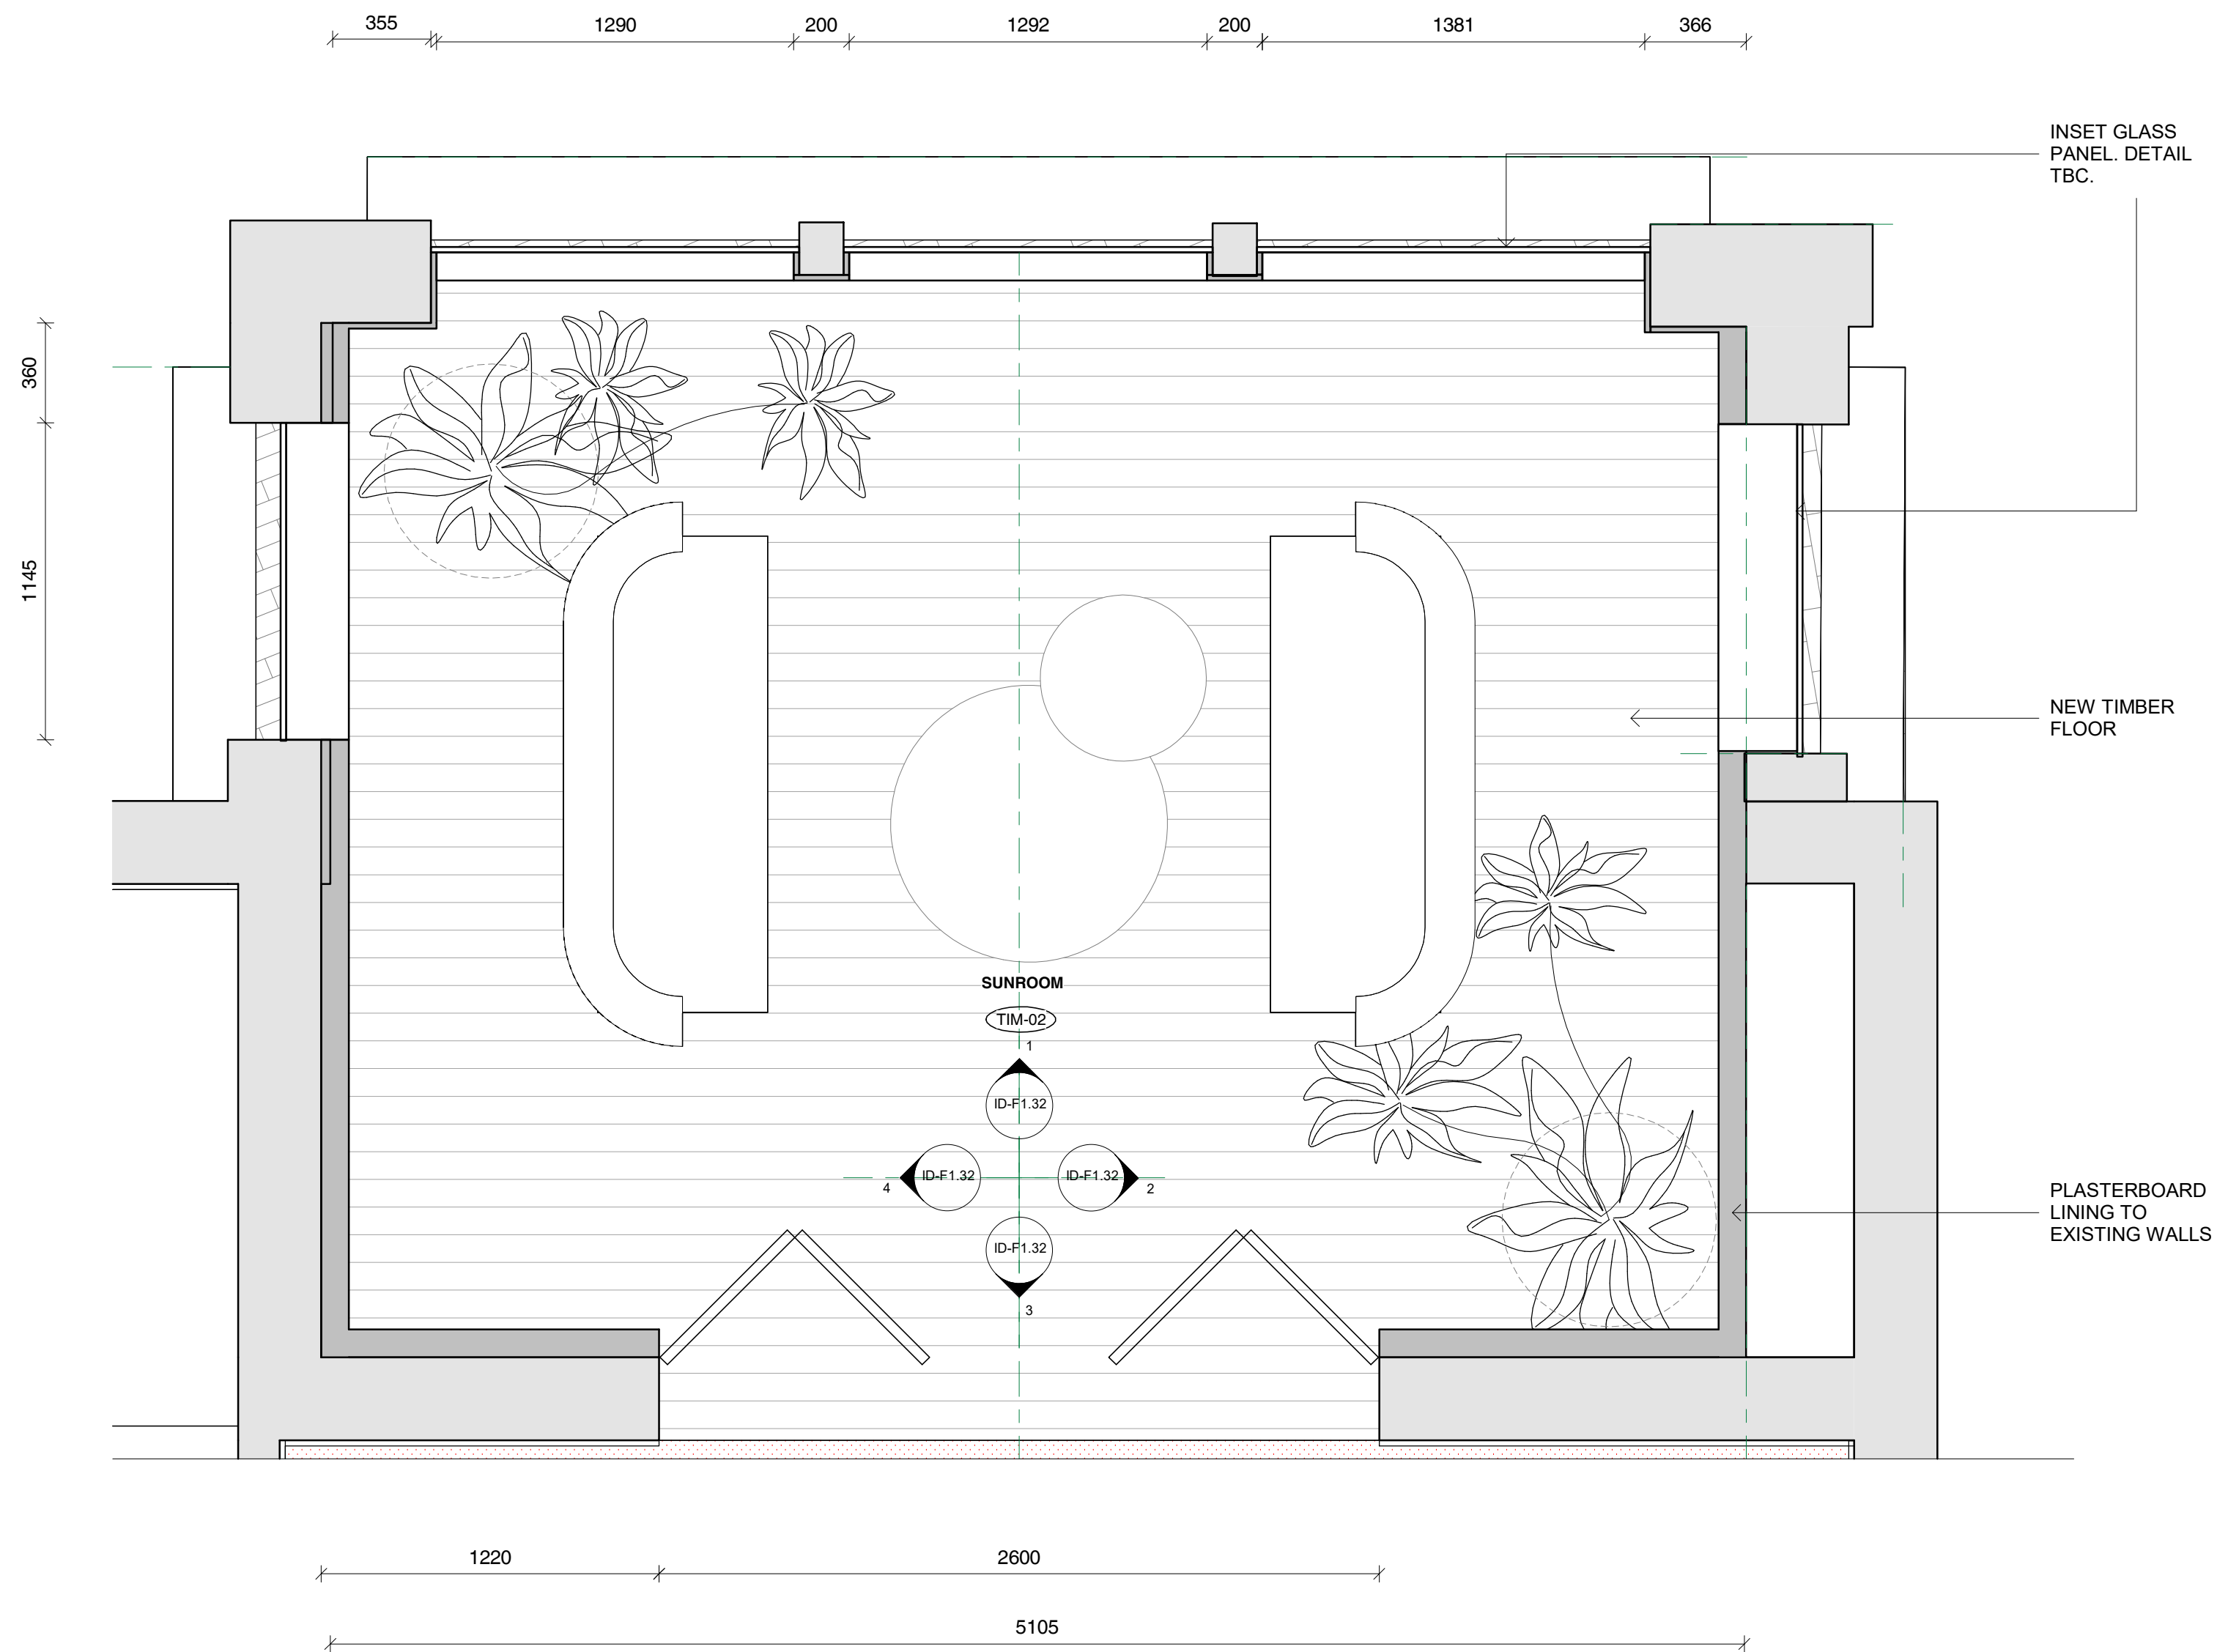 355
1290
200
1292
200
1381
366
INSET GLASS
PANEL. DETAIL
TBC.
360
1145
NEW TIMBER
FLOOR
SUNROOM
TIM-02
1
ID-F1.32
4
ID-F1.32
ID-F1.32
2
ID-F1.32
3
PLASTERBOARD
LINING TO
EXISTING WALLS
1220
2600
5105